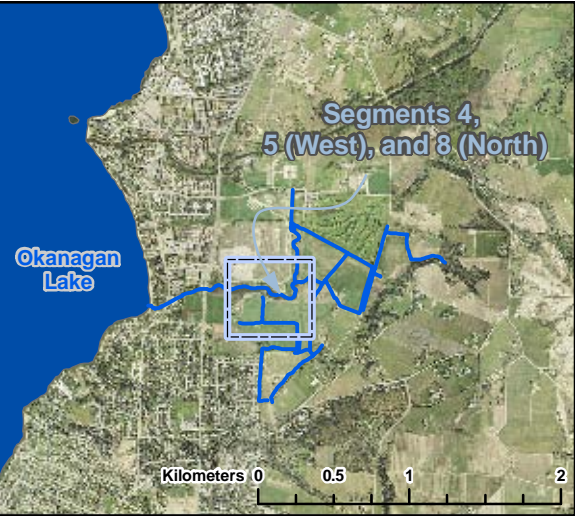 Segments 4,
5 (West), and 8 (North)
Okanagan
Lake
Kilometers 0 0.5 1 2